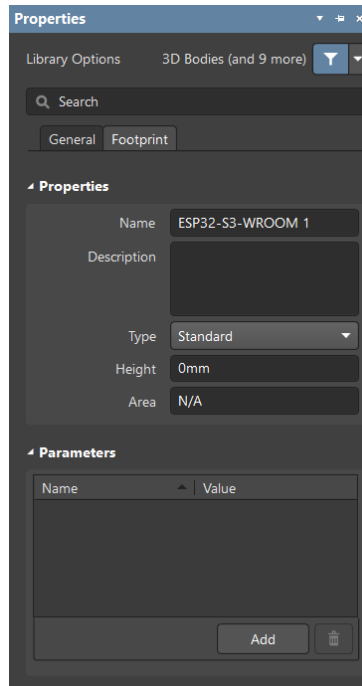 Properties
Library Options 3D Bodies (and 9 more)
Search
General Footprint
Properties
Name ESP32-S3-WROOM 1
Description
Type Standard
Height 0mm
Area N/A
Parameters
Name Value
Add